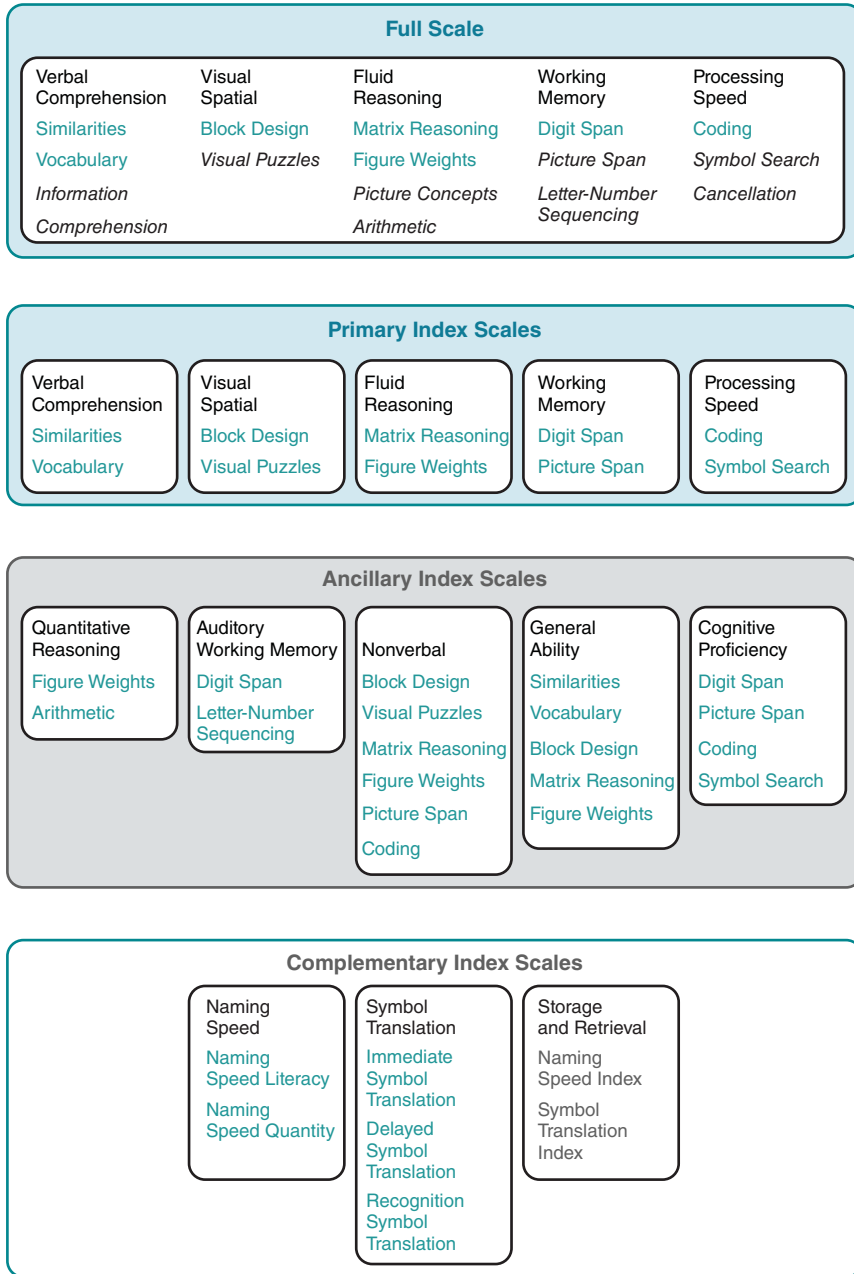 Full Scale
Verbal
Comprehension
Similarities
Vocabulary
Information
Comprehension
Visual
Spatial
Block Design
Visual Puzzles
Fluid
Reasoning
Matrix Reasoning
Figure Weights
Picture Concepts
Arithmetic
Working
Memory
Digit Span
Picture Span
Letter-Number
Sequencing
Processing
Speed
Coding
Symbol Search
Cancellation
Primary Index Scales
Verbal
Comprehension
Similarities
Vocabulary
Visual
Spatial
Block Design
Visual Puzzles
Fluid
Reasoning
Matrix Reasoning
Figure Weights
Working
Memory
Digit Span
Picture Span
Processing
Speed
Coding
Symbol Search
Ancillary Index Scales
Quantitative
Reasoning
Figure Weights
Arithmetic
Auditory
Working Memory
Digit Span
Letter-Number
Sequencing
Nonverbal
Block Design
Visual Puzzles
Matrix Reasoning
Figure Weights
Picture Span
Coding
General
Ability
Similarities
Vocabulary
Block Design
Matrix Reasoning
Figure Weights
Cognitive
Proficiency
Digit Span
Picture Span
Coding
Symbol Search
Complementary Index Scales
Naming
Speed
Naming
Speed Literacy
Naming
Speed Quantity
Symbol
Translation
Immediate
Symbol
Translation
Delayed
Symbol
Translation
Recognition
Symbol
Translation
Storage
and Retrieval
Naming
Speed Index
Symbol
Translation
Index